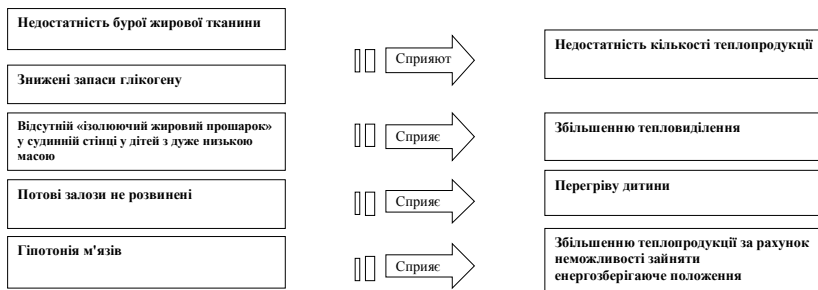 Недостатність бурої жирової тканини
Сприяют
Недостатність кількості теплопродукції
Знижені запаси глікогену
Відсутній «ізолюючий жировий прошарок»
у судинній стінці у дітей з дуже низькою
масою
Сприяє
Збільшенню тепловиділення
Потові залози не розвинені
Сприяє
Перегріву дитини
Гіпотонія м'язів
Сприяє
Збільшенню теплопродукції за рахунок
неможливості зайняти
енергозберігаюче положення